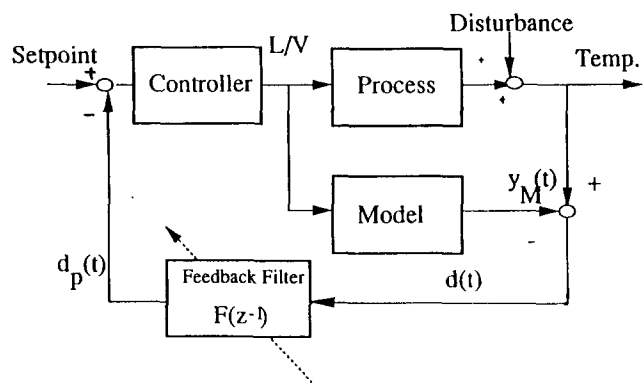 Disturbance
Setpoint
L/V
Temp.
+
+
+
Controller
Process
−
y_M(t)
+
Model
−
d_p(t)
Feedback Filter
d(t)
F(z-1)